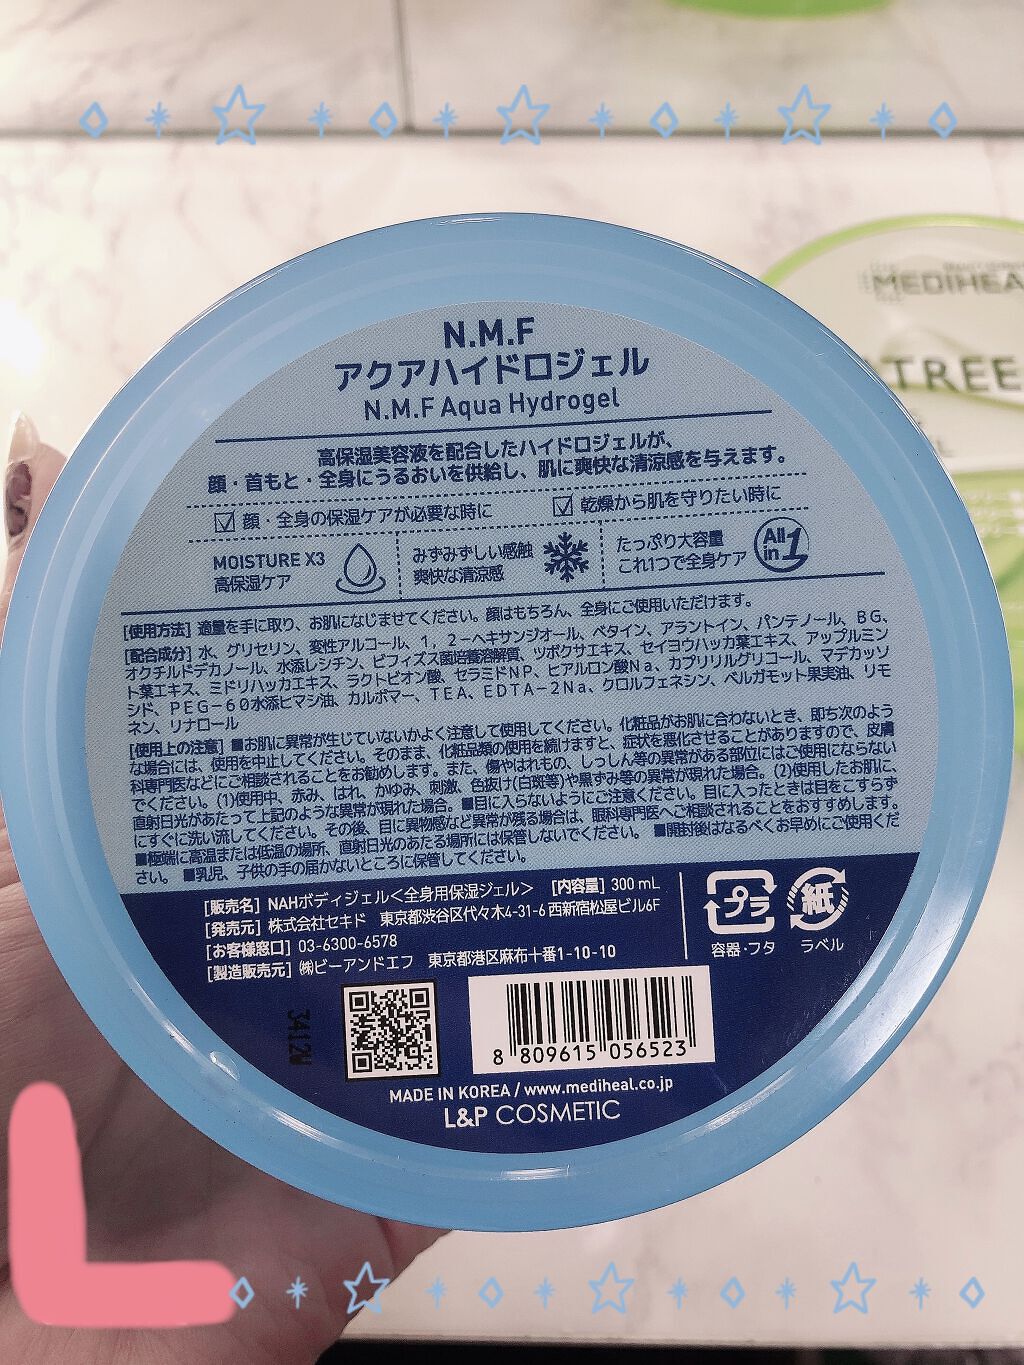 N.M.F
アクアハイドロジェル
N.M.F Aqua Hydrogel
高保湿美容液を配合したハイドロジェルが、
顔・首もと・全身にうるおいを供給し、肌に爽快な清涼感を与えます。
顔・全身の保湿ケアが必要な時に
乾燥から肌を守りたい時に
MOISTURE X3
高保湿ケア
みずみずしい感触
爽快な清涼感
たっぷり大容量
これ1つで全身ケア
All in 1
[使用方法] 適量を手に取り、お肌になじませてください。顔はもちろん、全身にご使用いただけます。
[配合成分] 水、グリセリン、変性アルコール、1,2-ヘキサンジオール、ベタイン、アラントイン、パンテノール、BG、
オクチルドデカノール、水添レシチン、ビフィズス菌培養溶解質、ツボクサエキス、セイヨウハッカ葉エキス、アップルミン
ト葉エキス、ミドリハッカエキス、ラクトビオン酸、セラミドNP、ヒアルロン酸Na、カプリリルグリコール、マデカッソ
シド、PEG-60水添ヒマシ油、カルボマー、TEA、EDTA-2Na、クロルフェネシン、ベルガモット果実油、リモ
ネン、リナロール
[使用上の注意] ■お肌に異常が生じていないかよく注意して使用してください。化粧品がお肌に合わないとき、即ち次のよう
な場合には、使用を中止してください。そのまま、化粧品類の使用を続けますと、症状を悪化させることがありますので、皮膚
科専門医などにご相談されることをお勧めします。また、傷やはれもの、しっしん等の異常がある部位にはご使用にならない
でください。(1)使用中、赤み、はれ、かゆみ、刺激、色抜け(白斑等)や黒ずみ等の異常が現れた場合。(2)使用したお肌に、
直射日光があたって上記のような異常が現れた場合。■目に入らないようにご注意ください。目に入ったときは目をこすらず
にすぐに洗い流してください。その後、目に異物感など異常が残る場合は、眼科専門医へご相談されることをおすすめします。
■極端に高温または低温の場所、直射日光のあたる場所には保管しないでください。■開封後はなるべくお早めにご使用くだ
さい。■乳児、子供の手の届かないところに保管してください。
[販売名] NAHボディジェル<全身用保湿ジェル> [内容量] 300 mL
[発売元] 株式会社セキド 東京都渋谷区代々木4-31-6 西新宿松屋ビル6F
[お客様窓口] 03-6300-6578
[製造販売元] ㈱ビーアンドエフ 東京都港区麻布十番1-10-10
プラ
容器・フタ
紙
ラベル
3412W
8 809615 056523
MADE IN KOREA / www.mediheal.co.jp
L&P COSMETIC
MEDIHEA
TREE